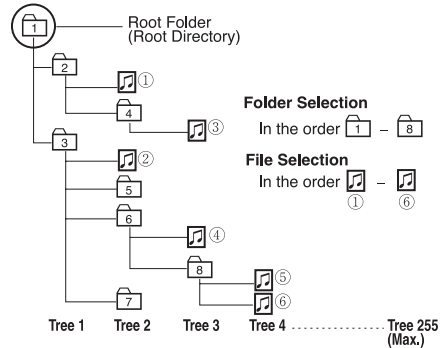 1 Root Folder
(Root Directory)
2
①
4
③
Folder Selection
In the order 1 – 8
3
②
File Selection
In the order –
① ⑥
5
6
④
8
⑤
⑥
7
Tree 1 Tree 2 Tree 3 Tree 4 .................. Tree 255
(Max.)